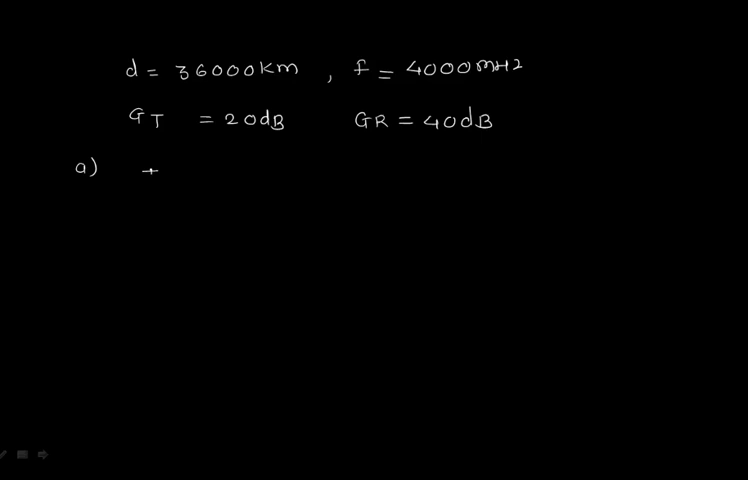 d = 36000km , f = 4000mHz
GT = 20dB GR = 40dB
a) +